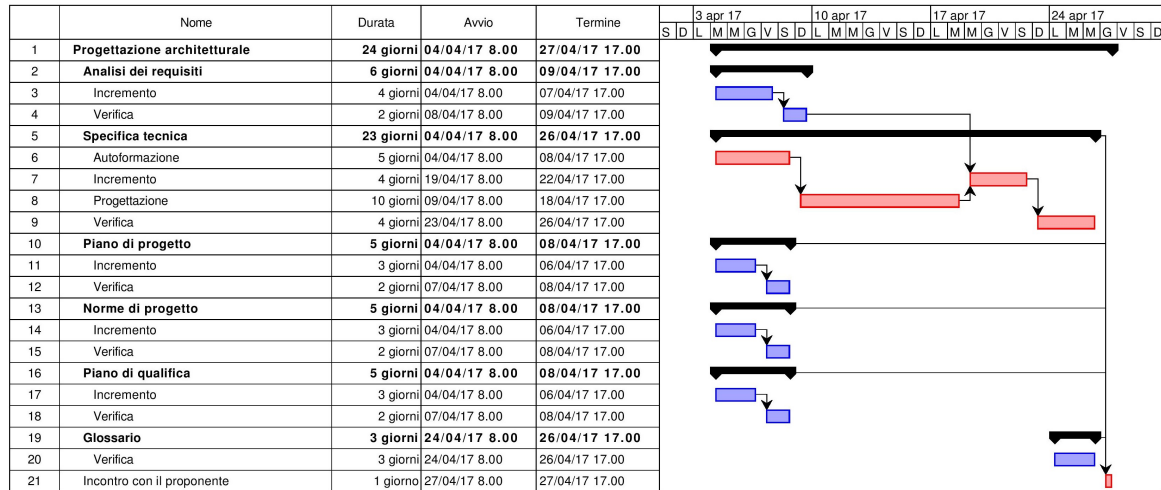 Nome Durata Avvio Termine 3 apr 17 10 apr 17 17 apr 17 24 apr 17
S D L M M G V S D L M M G V S D L M M G V S D L M M G V S D
1 Progettazione architetturale 24 giorni 04/04/17 8.00 27/04/17 17.00
2 Analisi dei requisiti 6 giorni 04/04/17 8.00 09/04/17 17.00
3 Incremento 4 giorni 04/04/17 8.00 07/04/17 17.00
4 Verifica 2 giorni 08/04/17 8.00 09/04/17 17.00
5 Specifica tecnica 23 giorni 04/04/17 8.00 26/04/17 17.00
6 Autoformazione 5 giorni 04/04/17 8.00 08/04/17 17.00
7 Incremento 4 giorni 19/04/17 8.00 22/04/17 17.00
8 Progettazione 10 giorni 09/04/17 8.00 18/04/17 17.00
9 Verifica 4 giorni 23/04/17 8.00 26/04/17 17.00
10 Piano di progetto 5 giorni 04/04/17 8.00 08/04/17 17.00
11 Incremento 3 giorni 04/04/17 8.00 06/04/17 17.00
12 Verifica 2 giorni 07/04/17 8.00 08/04/17 17.00
13 Norme di progetto 5 giorni 04/04/17 8.00 08/04/17 17.00
14 Incremento 3 giorni 04/04/17 8.00 06/04/17 17.00
15 Verifica 2 giorni 07/04/17 8.00 08/04/17 17.00
16 Piano di qualifica 5 giorni 04/04/17 8.00 08/04/17 17.00
17 Incremento 3 giorni 04/04/17 8.00 06/04/17 17.00
18 Verifica 2 giorni 07/04/17 8.00 08/04/17 17.00
19 Glossario 3 giorni 24/04/17 8.00 26/04/17 17.00
20 Verifica 3 giorni 24/04/17 8.00 26/04/17 17.00
21 Incontro con il proponente 1 giorno 27/04/17 8.00 27/04/17 17.00